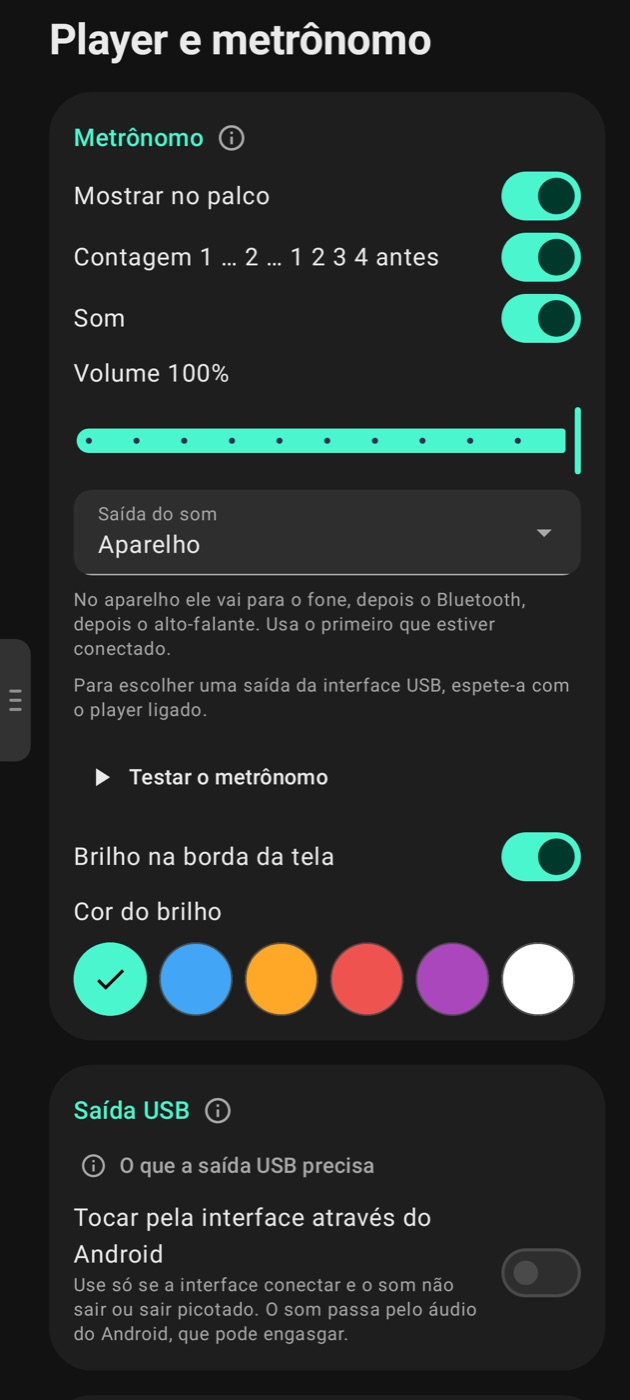 Player e metrônomo
Metrônomo
Mostrar no palco
Contagem 1 ... 2 ... 1 2 3 4 antes
Som
Volume 100%
Saída do som
Aparelho
No aparelho ele vai para o fone, depois o Bluetooth,
depois o alto-falante. Usa o primeiro que estiver
conectado.
Para escolher uma saída da interface USB, espete-a com
o player ligado.
Testar o metrônomo
Brilho na borda da tela
Cor do brilho
Saída USB
O que a saída USB precisa
Tocar pela interface através do
Android
Use só se a interface conectar e o som não
sair ou sair picotado. O som passa pelo áudio
do Android, que pode engasgar.